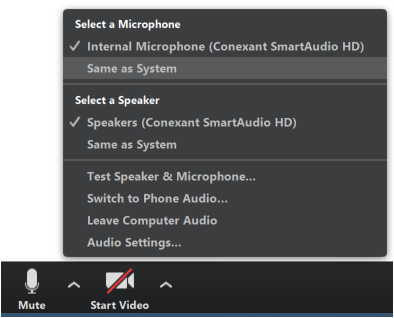 Select a Microphone
Internal Microphone (Conexant SmartAudio HD)
Same as System
Select a Speaker
Speakers (Conexant SmartAudio HD)
Same as System
Test Speaker & Microphone...
Switch to Phone Audio...
Leave Computer Audio
Audio Settings...
Mute
Start Video